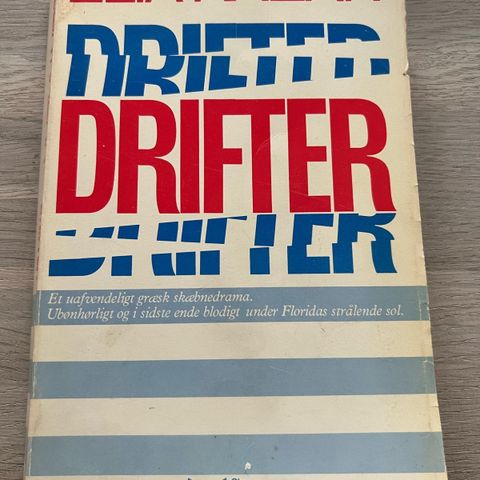 DRIFTER
DRIFTER
DRIFTER
Et uafvendeligt græsk skæbnedrama.
Ubønhørligt og i sidste ende blodigt under Floridas strålende sol.